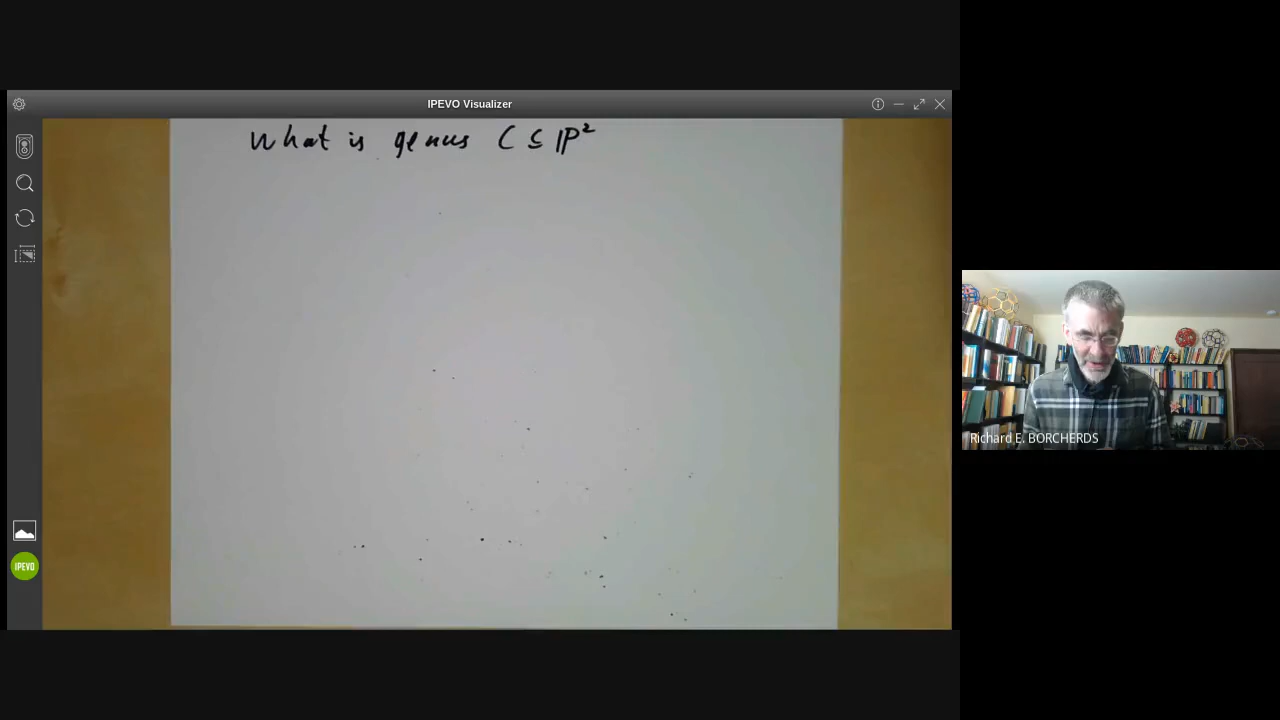 IPEVO Visualizer
What is genus C ⊆ ℙ²
IPEVO
Richard E. BORCHERDS